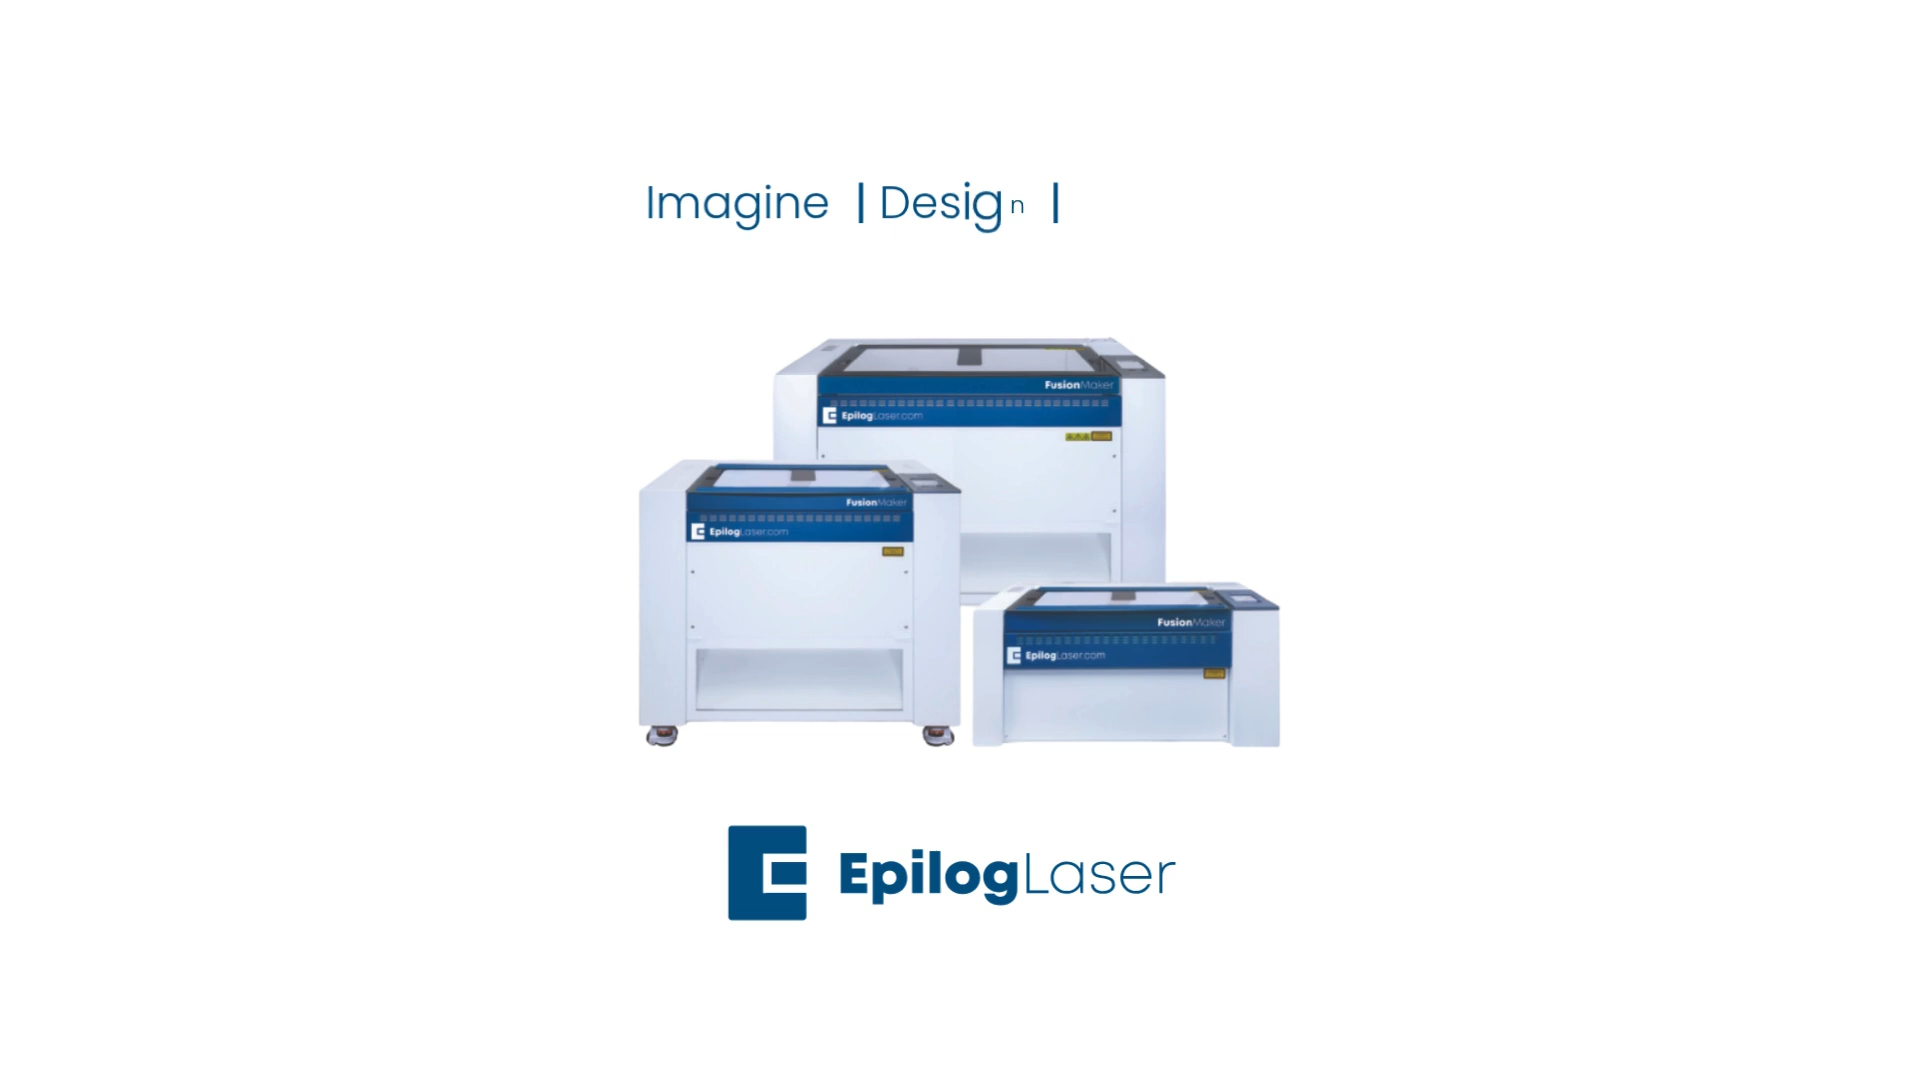 Imagine | Design |
FusionMaker
EpilogLaser.com
FusionMaker
EpilogLaser.com
FusionMaker
EpilogLaser.com
EpilogLaser